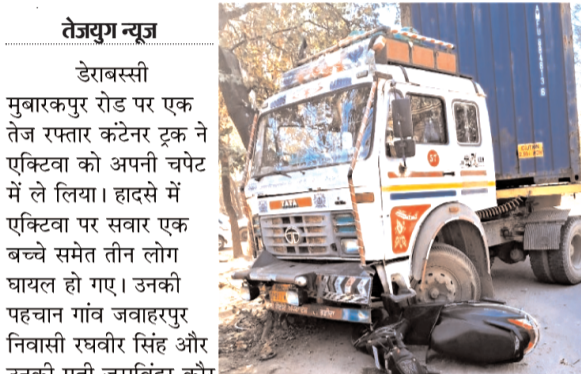 तेजयुग न्यूज
डेराबस्सी
मुबारकपुर रोड पर एक
तेज रफ्तार कंटेनर ट्रक ने
एक्टिवा को अपनी चपेट
में ले लिया। हादसे में
एक्टिवा पर सवार एक
बच्चे समेत तीन लोग
घायल हो गए। उनकी
पहचान गांव जवाहरपुर
निवासी रघवीर सिंह और
TATA